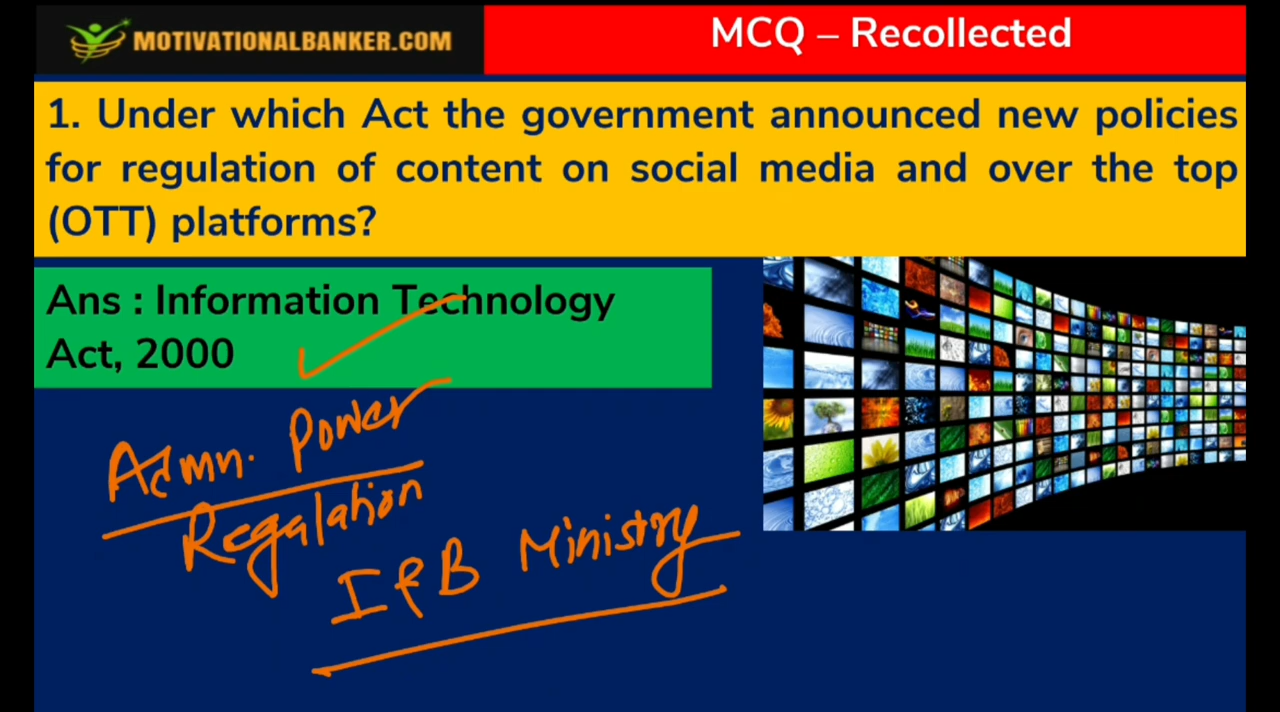 MOTIVATIONALBANKER.COM
MCQ – Recollected
1. Under which Act the government announced new policies
for regulation of content on social media and over the top
(OTT) platforms?
Ans : Information Technology
Act, 2000
Admn. Power
Regalation
I & B Ministry